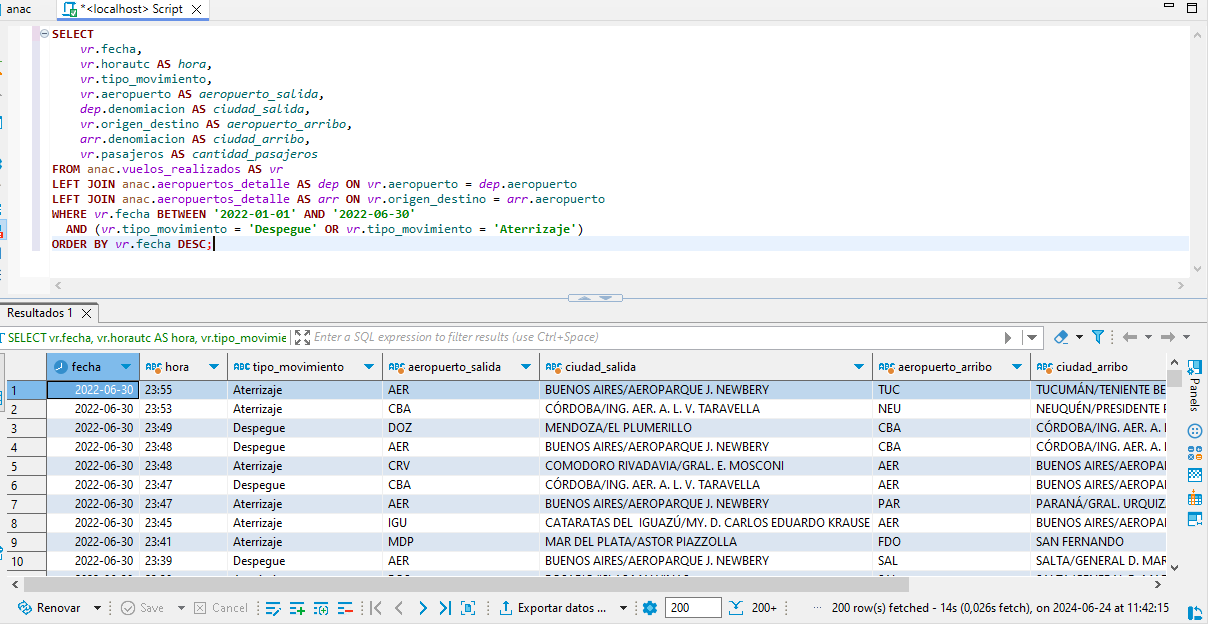 anac
*<localhost> Script
SELECT
vr.fecha,
vr.horautc AS hora,
vr.tipo_movimiento,
vr.aeropuerto AS aeropuerto_salida,
dep.denomiacion AS ciudad_salida,
vr.origen_destino AS aeropuerto_arribo,
arr.denomiacion AS ciudad_arribo,
vr.pasajeros AS cantidad_pasajeros
FROM anac.vuelos_realizados AS vr
LEFT JOIN anac.aeropuertos_detalle AS dep ON vr.aeropuerto = dep.aeropuerto
LEFT JOIN anac.aeropuertos_detalle AS arr ON vr.origen_destino = arr.aeropuerto
WHERE vr.fecha BETWEEN '2022-01-01' AND '2022-06-30'
AND (vr.tipo_movimiento = 'Despegue' OR vr.tipo_movimiento = 'Aterrizaje')
ORDER BY vr.fecha DESC;
Resultados 1
SELECT vr.fecha, vr.horautc AS hora, vr.tipo_movimie Enter a SQL expression to filter results (use Ctrl+Space)
fecha ABC hora ABC tipo_movimiento ABC aeropuerto_salida ABC ciudad_salida ABC aeropuerto_arribo ABC ciudad_arribo
1 2022-06-30 23:55 Aterrizaje AER BUENOS AIRES/AEROPARQUE J. NEWBERY TUC TUCUMÁN/TENIENTE BE
2 2022-06-30 23:53 Aterrizaje CBA CÓRDOBA/ING. AER. A. L. V. TARAVELLA NEU NEUQUÉN/PRESIDENTE P
3 2022-06-30 23:49 Despegue DOZ MENDOZA/EL PLUMERILLO CBA CÓRDOBA/ING. AER. A. I
4 2022-06-30 23:48 Despegue AER BUENOS AIRES/AEROPARQUE J. NEWBERY CBA CÓRDOBA/ING. AER. A. I
5 2022-06-30 23:48 Aterrizaje CRV COMODORO RIVADAVIA/GRAL. E. MOSCONI AER BUENOS AIRES/AEROPA
6 2022-06-30 23:47 Despegue CBA CÓRDOBA/ING. AER. A. L. V. TARAVELLA AER BUENOS AIRES/AEROPA
7 2022-06-30 23:47 Aterrizaje AER BUENOS AIRES/AEROPARQUE J. NEWBERY PAR PARANÁ/GRAL. URQUIZ
8 2022-06-30 23:45 Aterrizaje IGU CATARATAS DEL IGUAZÚ/MY. D. CARLOS EDUARDO KRAUSE AER BUENOS AIRES/AEROPA
9 2022-06-30 23:41 Aterrizaje MDP MAR DEL PLATA/ASTOR PIAZZOLLA FDO SAN FERNANDO
10 2022-06-30 23:39 Despegue AER BUENOS AIRES/AEROPARQUE J. NEWBERY SAL SALTA/GENERAL D. MAR
Panels
Renovar Save Cancel Exportar datos ... 200 200+ ... 200 row(s) fetched - 14s (0,026s fetch), on 2024-06-24 at 11:42:15